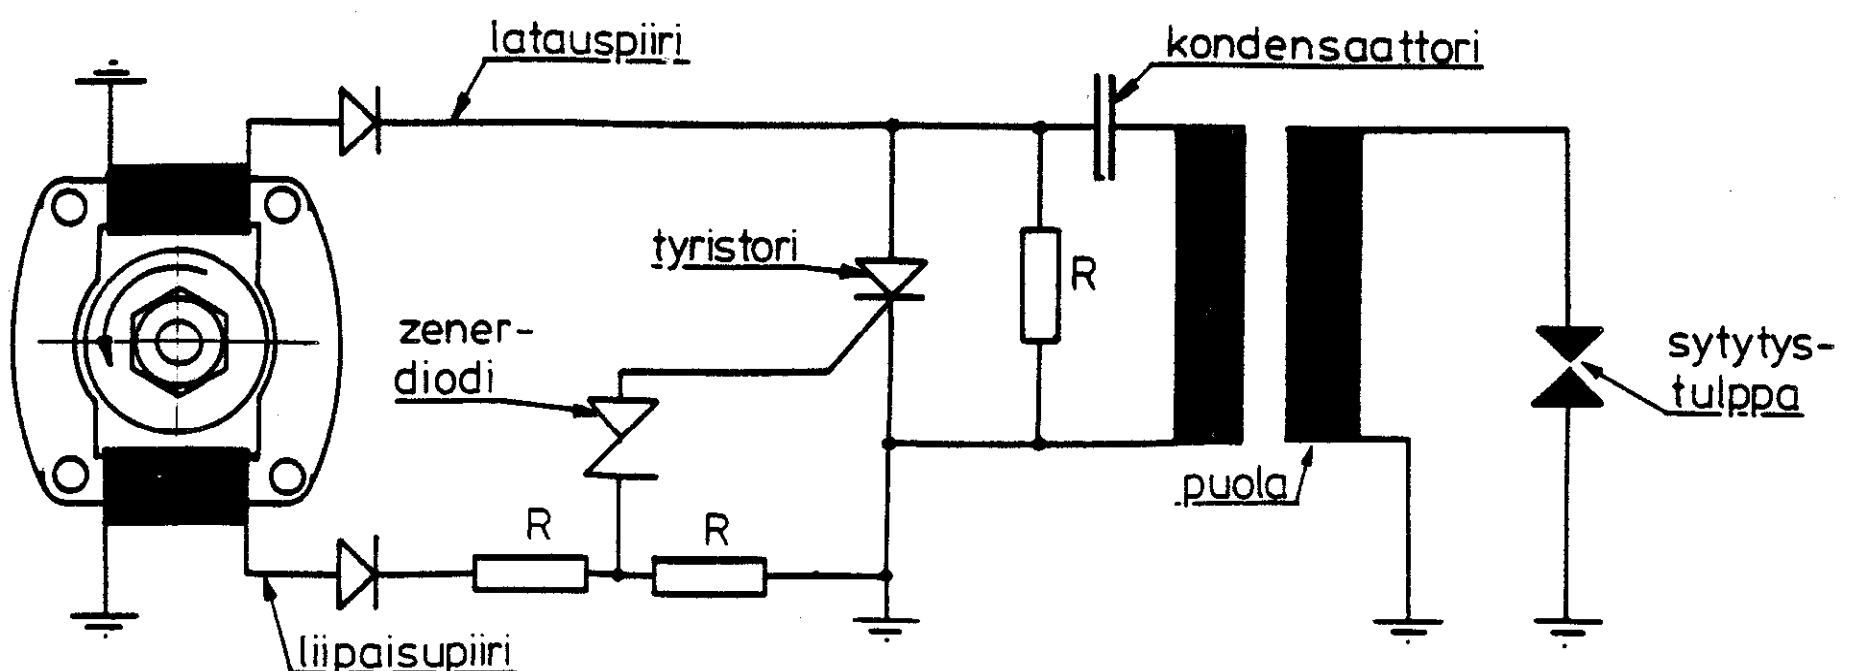 latauspiiri
kondensaattori
tyristori
R
zener-
diodi
sytytys-
tulppa
puola
R
R
liipaisupiiri